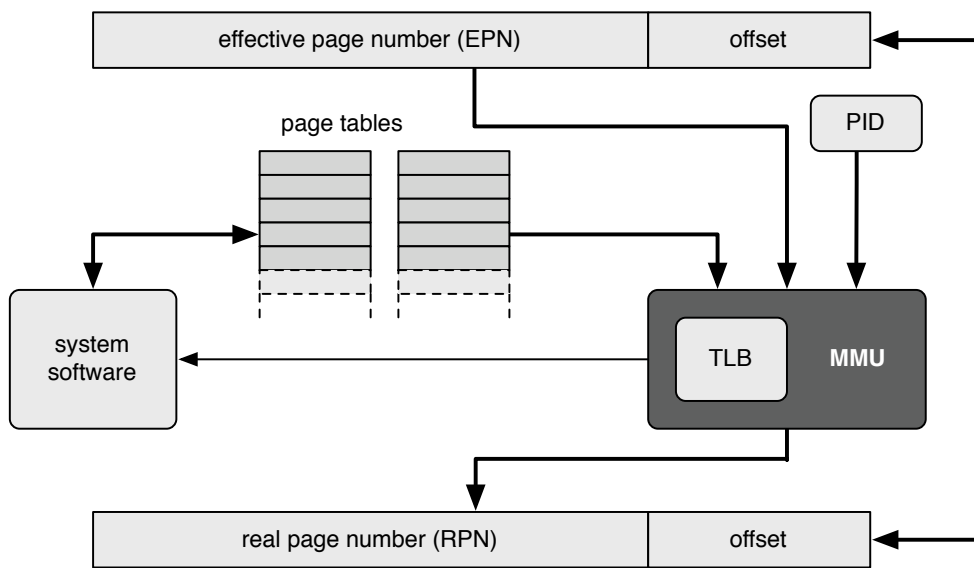 effective page number (EPN)
offset
page tables
PID
system
software
TLB
MMU
real page number (RPN)
offset